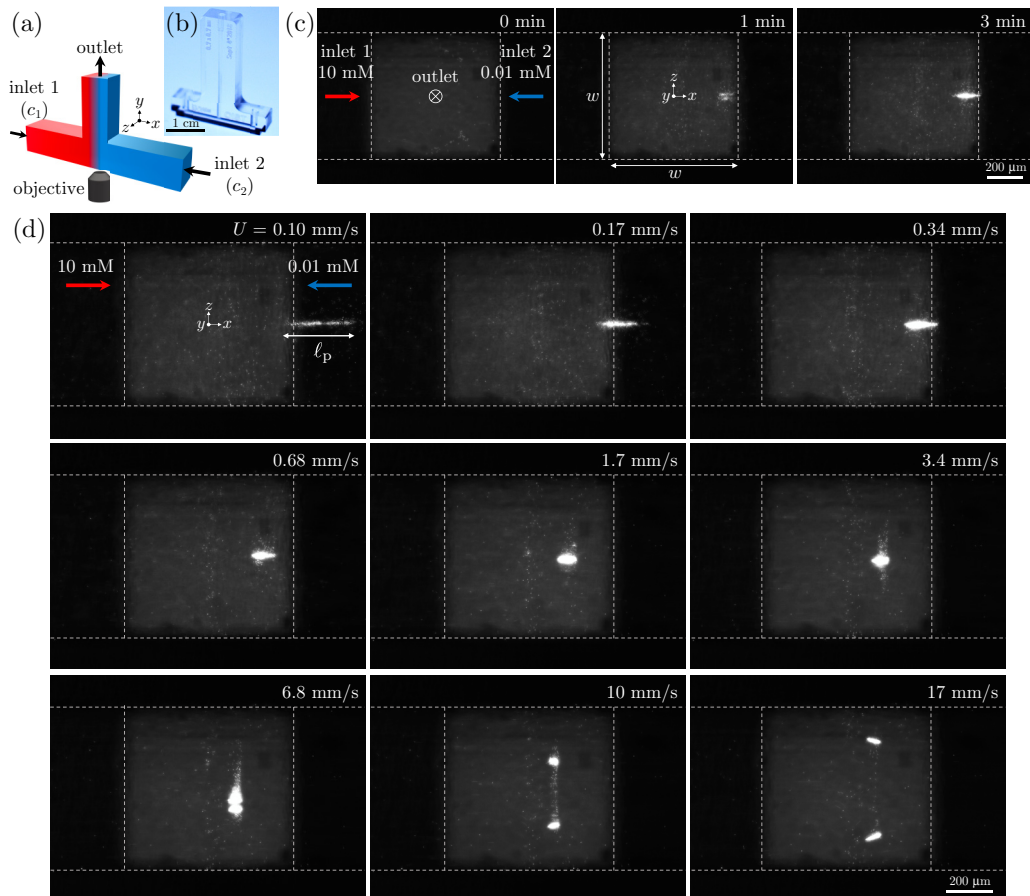 (a)
outlet
inlet 1
(c₁)
y
z x
inlet 2
(c₂)
objective
(b)
1 cm
(c)
0 min
inlet 1
10 mM
outlet
inlet 2
0.01 mM
1 min
w
z
y x
w
3 min
200 μm
(d)
U = 0.10 mm/s
10 mM
0.01 mM
z
y x
ℓₚ
0.17 mm/s
0.34 mm/s
0.68 mm/s
1.7 mm/s
3.4 mm/s
6.8 mm/s
10 mm/s
17 mm/s
200 μm